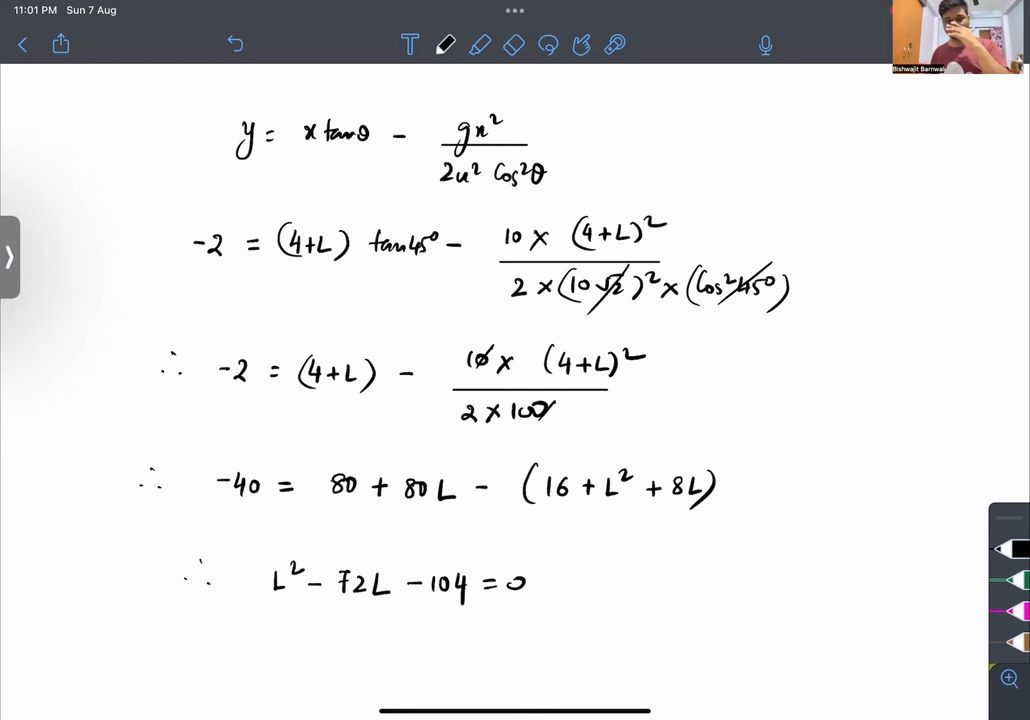 11:01 PM Sun 7 Aug
Bishwajit Barnwal
y = x tanθ - gx² / 2u² Cos²θ
-2 = (4+L) tan45° - 10 × (4+L)² / 2 × (10√2)² × (Cos²45°)
∴ -2 = (4+L) - 10 × (4+L)² / 2 × 100
∴ -40 = 80 + 80L - (16 + L² + 8L)
∴ L² - 72L - 104 = 0